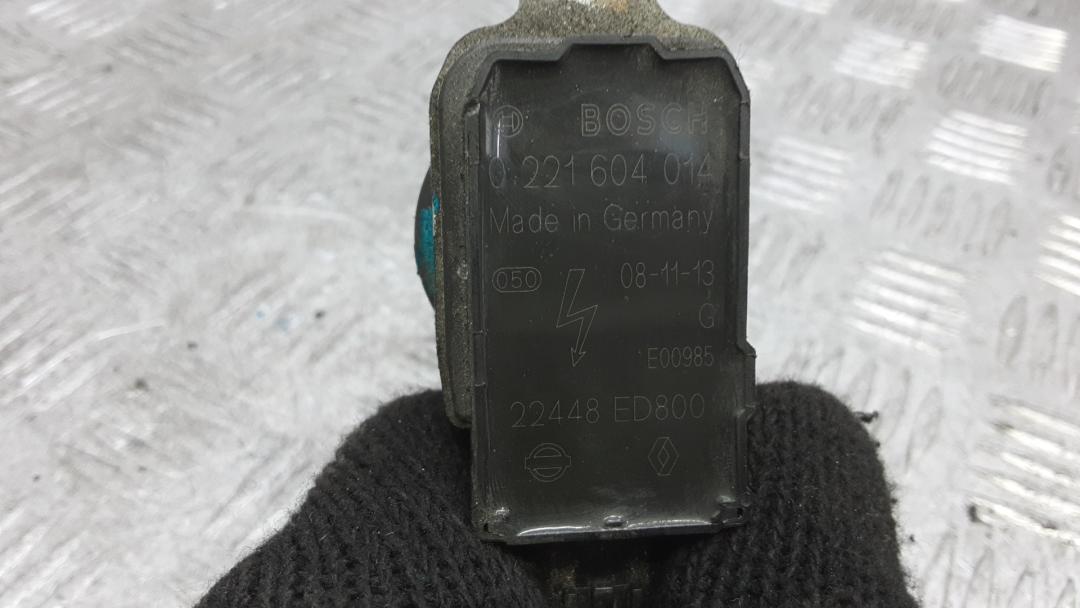 BOSCH
0 221 604 014
Made in Germany
050 08-11-13
G
E00985
22448 ED800